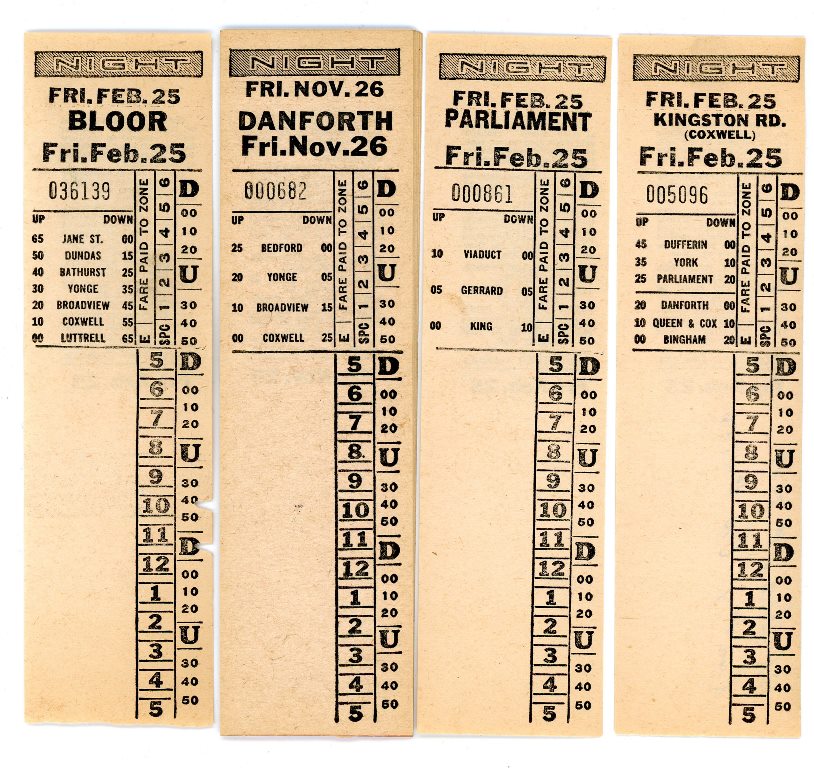 NIGHT
FRI. FEB. 25
BLOOR
Fri. Feb. 25
036139
UP DOWN
65 JANE ST. 00
50 DUNDAS 15
40 BATHURST 25
30 YONGE 35
20 BROADVIEW 45
10 COXWELL 55
00 LUTTRELL 65
E FARE PAID TO ZONE
SPC 1 2 3 4 5 6
D
00
10
20
U
30
40
50
5 D
6 00
7 10
20
8 U
9 30
10 40
50
11 D
12 00
1 10
20
2 U
3 30
4 40
5 50
NIGHT
FRI. NOV. 26
DANFORTH
Fri. Nov. 26
000682
UP DOWN
25 BEDFORD 00
20 YONGE 05
10 BROADVIEW 15
00 COXWELL 25
E FARE PAID TO ZONE
SPC 1 2 3 4 5 6
D
00
10
20
U
30
40
50
5 D
6 00
7 10
20
8 U
9 30
10 40
50
11 D
12 00
1 10
20
2 U
3 30
4 40
5 50
NIGHT
FRI. FEB. 25
PARLIAMENT
Fri. Feb. 25
000861
UP DOWN
10 VIADUCT 00
05 GERRARD 05
00 KING 10
E FARE PAID TO ZONE
SPC 1 2 3 4 5 6
D
00
10
20
U
30
40
50
5 D
6 00
7 10
20
8 U
9 30
10 40
50
11 D
12 00
1 10
20
2 U
3 30
4 40
5 50
NIGHT
FRI. FEB. 25
KINGSTON RD.
(COXWELL)
Fri. Feb. 25
005096
UP DOWN
45 DUFFERIN 00
35 YORK 10
25 PARLIAMENT 20
20 DANFORTH 00
10 QUEEN & COX 10
00 BINGHAM 20
E FARE PAID TO ZONE
SPC 1 2 3 4 5 6
D
00
10
20
U
30
40
50
5 D
6 00
7 10
20
8 U
9 30
10 40
50
11 D
12 00
1 10
20
2 U
3 30
4 40
5 50